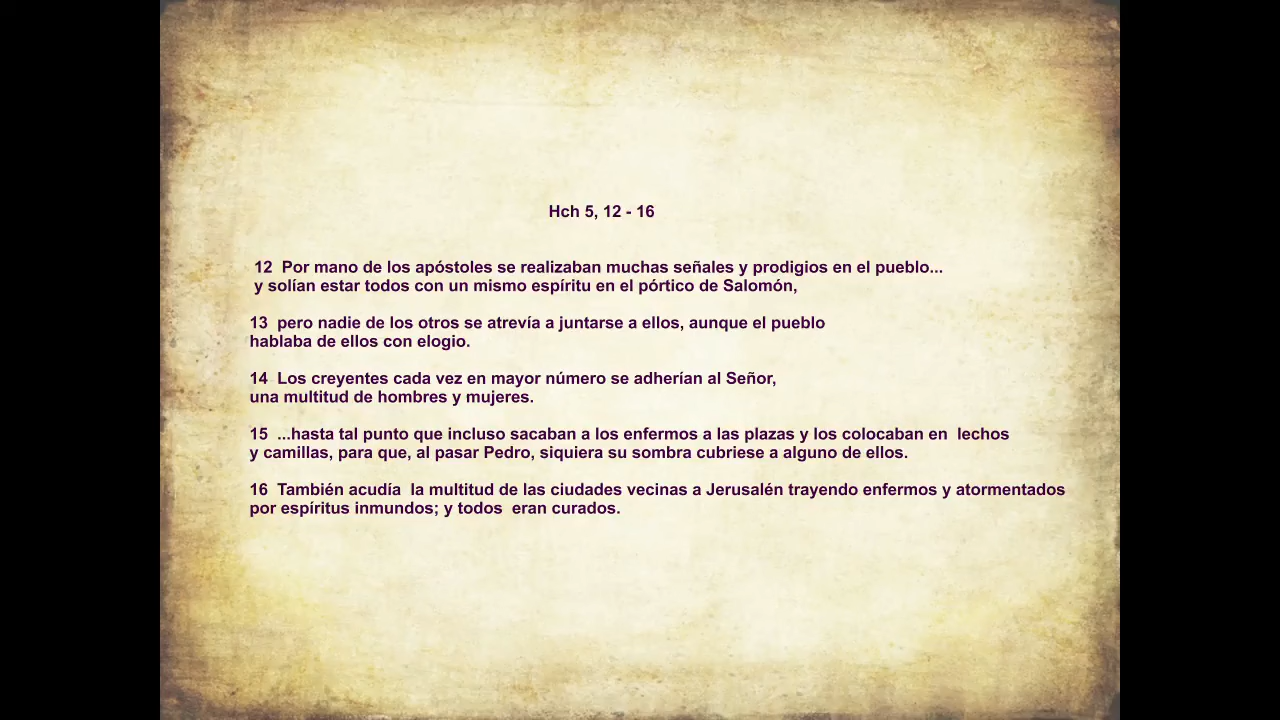 Hch 5, 12 - 16
12  Por mano de los apóstoles se realizaban muchas señales y prodigios en el pueblo...
y solían estar todos con un mismo espíritu en el pórtico de Salomón,
13  pero nadie de los otros se atrevía a juntarse a ellos, aunque el pueblo
hablaba de ellos con elogio.
14  Los creyentes cada vez en mayor número se adherían al Señor,
una multitud de hombres y mujeres.
15  ...hasta tal punto que incluso sacaban a los enfermos a las plazas y los colocaban en  lechos
y camillas, para que, al pasar Pedro, siquiera su sombra cubriese a alguno de ellos.
16  También acudía  la multitud de las ciudades vecinas a Jerusalén trayendo enfermos y atormentados
por espíritus inmundos; y todos  eran curados.